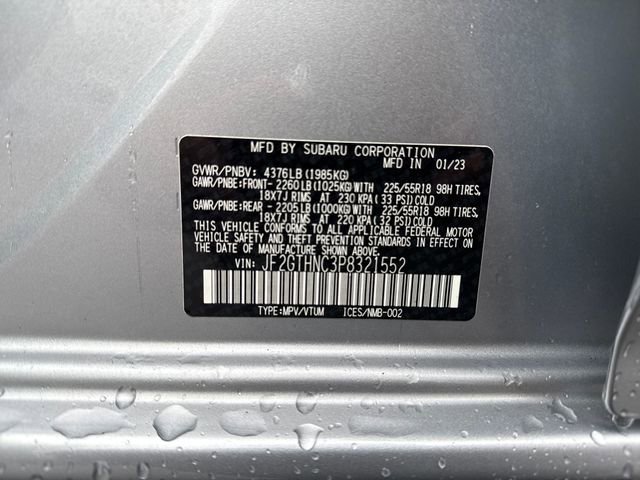 MFD BY SUBARU CORPORATION
MFD IN 01/23
GVWR/PNBV: 4376LB(1985KG)
GAWR/PNBE:FRONT- 2260LB(1025KG)WITH 225/55R18 98H TIRES,
18X7J RIMS AT 230 KPA(33 PSI)COLD
GAWR/PNBE:REAR - 2205LB(1000KG)WITH 225/55R18 98H TIRES,
18X7J RIMS AT 220 KPA(32 PSI)COLD
THIS VEHICLE CONFORMS TO ALL APPLICABLE FEDERAL MOTOR
VEHICLE SAFETY AND THEFT PREVENTION STANDARDS IN EFFECT
ON THE DATE OF MANUFACTURE SHOWN ABOVE.
VIN: JF2GTHNC3P8321552
TYPE:MPV/VTUM ICES/NMB-002